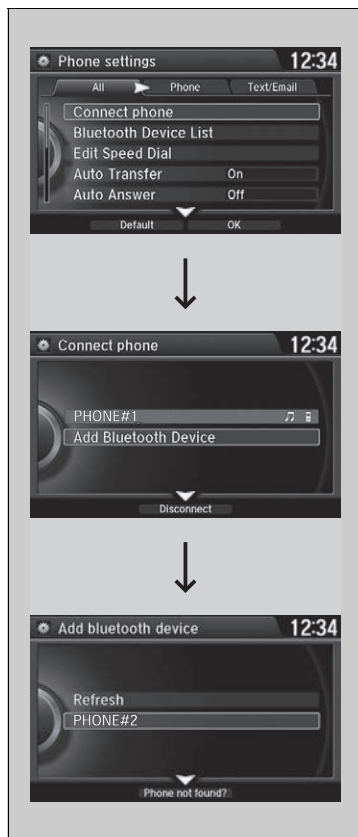 Phone settings 12:34
All Phone Text/Email
Connect phone
Bluetooth Device List
Edit Speed Dial
Auto Transfer On
Auto Answer Off
Default OK
Connect phone 12:34
PHONE#1
Add Bluetooth Device
Disconnect
Add bluetooth device 12:34
Refresh
PHONE#2
Phone not found?